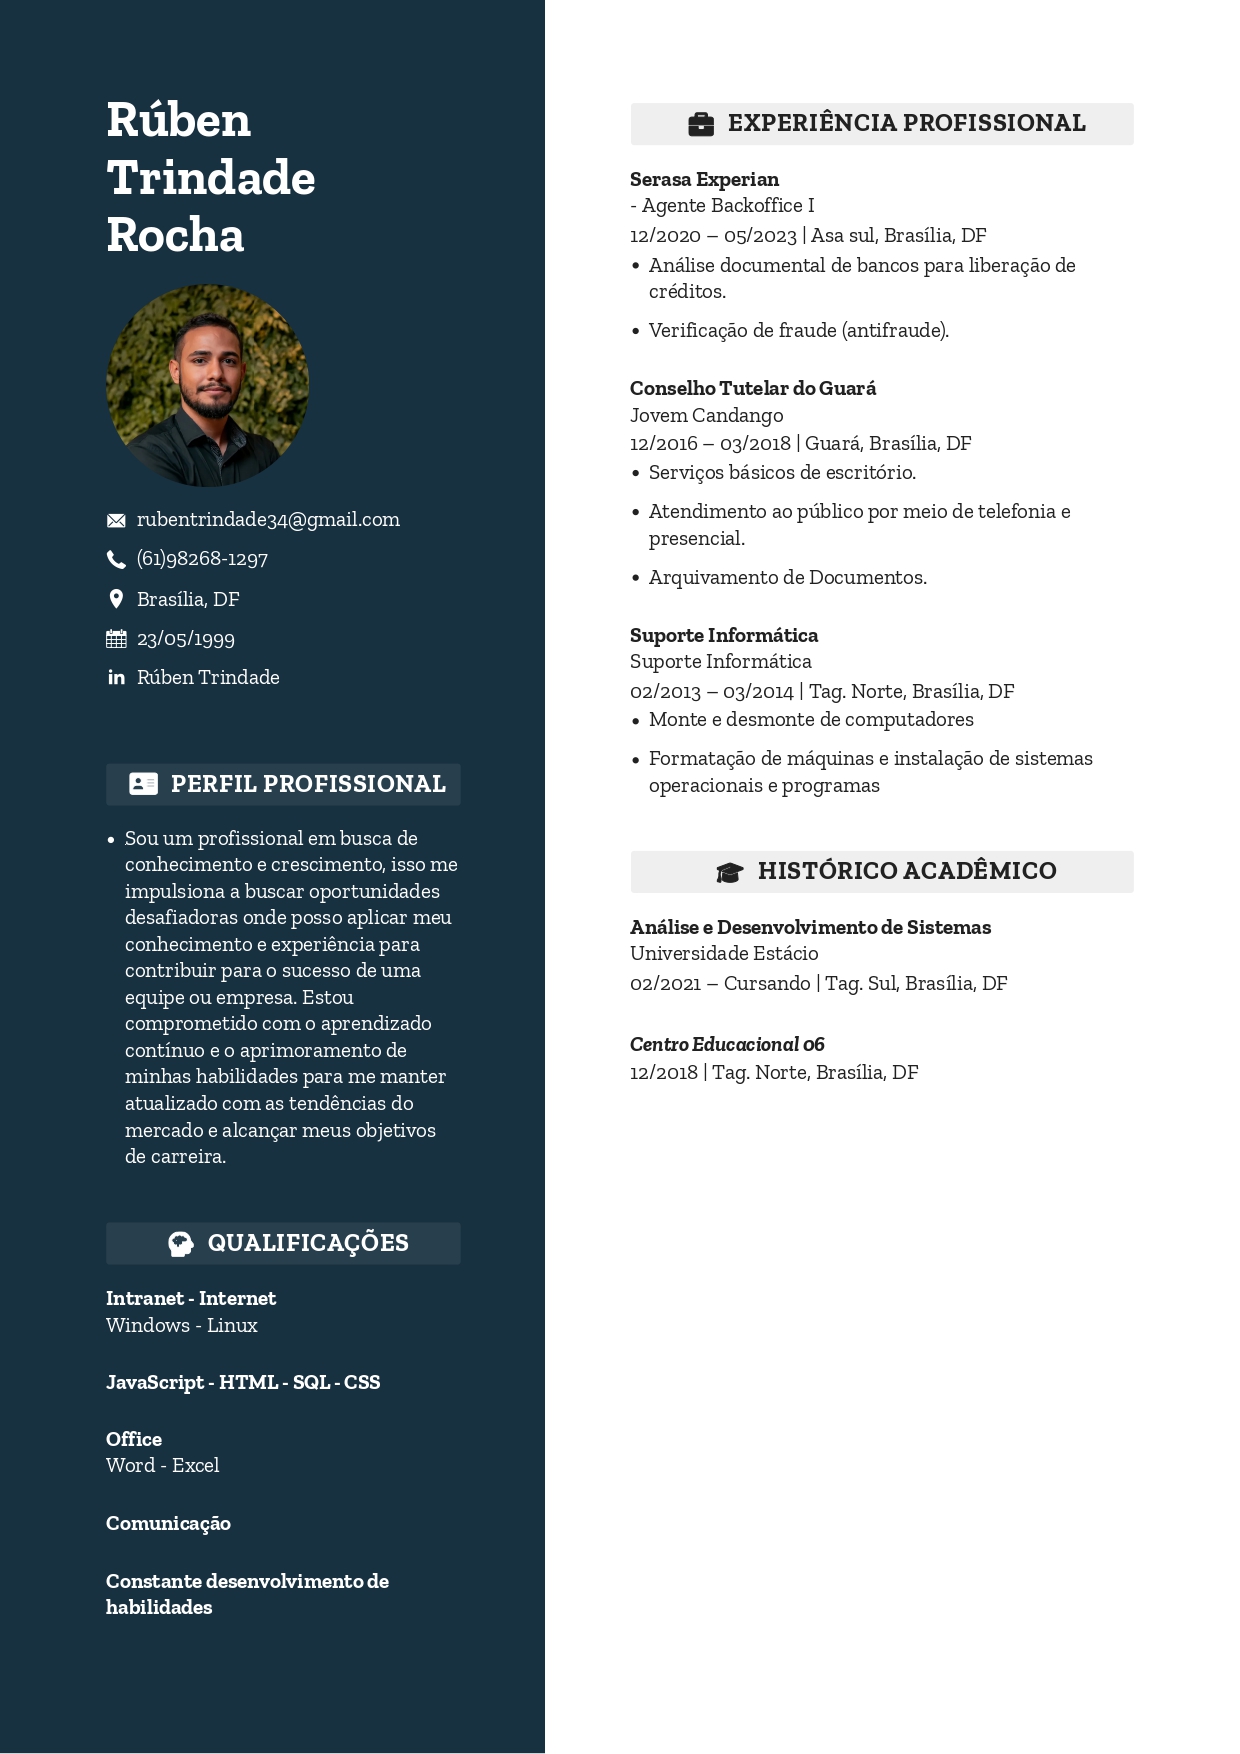 Rúben
Trindade
Rocha
rubentrindade34@gmail.com
(61)98268-1297
Brasília, DF
23/05/1999
in Rúben Trindade
PERFIL PROFISSIONAL
• Sou um profissional em busca de
conhecimento e crescimento, isso me
impulsiona a buscar oportunidades
desafiadoras onde posso aplicar meu
conhecimento e experiência para
contribuir para o sucesso de uma
equipe ou empresa. Estou
comprometido com o aprendizado
contínuo e o aprimoramento de
minhas habilidades para me manter
atualizado com as tendências do
mercado e alcançar meus objetivos
de carreira.
QUALIFICAÇÕES
Intranet - Internet
Windows - Linux
JavaScript - HTML - SQL - CSS
Office
Word - Excel
Comunicação
Constante desenvolvimento de
habilidades
EXPERIÊNCIA PROFISSIONAL
Serasa Experian
- Agente Backoffice I
12/2020 – 05/2023 | Asa sul, Brasília, DF
• Análise documental de bancos para liberação de
créditos.
• Verificação de fraude (antifraude).
Conselho Tutelar do Guará
Jovem Candango
12/2016 – 03/2018 | Guará, Brasília, DF
• Serviços básicos de escritório.
• Atendimento ao público por meio de telefonia e
presencial.
• Arquivamento de Documentos.
Suporte Informática
Suporte Informática
02/2013 – 03/2014 | Tag. Norte, Brasília, DF
• Monte e desmonte de computadores
• Formatação de máquinas e instalação de sistemas
operacionais e programas
HISTÓRICO ACADÊMICO
Análise e Desenvolvimento de Sistemas
Universidade Estácio
02/2021 – Cursando | Tag. Sul, Brasília, DF
Centro Educacional 06
12/2018 | Tag. Norte, Brasília, DF